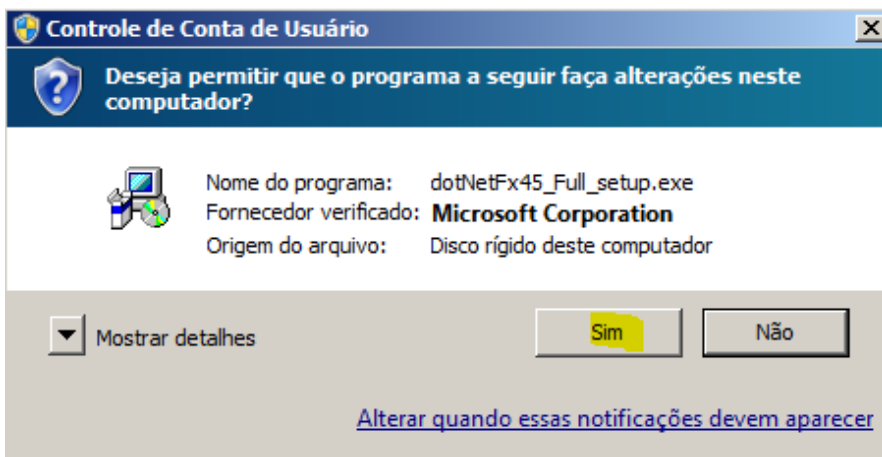 Controle de Conta de Usuário
Deseja permitir que o programa a seguir faça alterações neste
computador?
Nome do programa: dotNetFx45_Full_setup.exe
Fornecedor verificado: Microsoft Corporation
Origem do arquivo: Disco rígido deste computador
Mostrar detalhes
Sim
Não
Alterar quando essas notificações devem aparecer